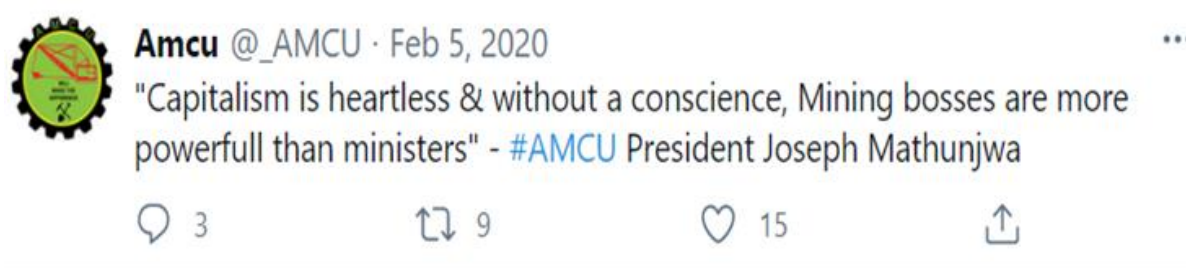 Amcu @_AMCU · Feb 5, 2020
"Capitalism is heartless & without a conscience, Mining bosses are more
powerfull than ministers" - #AMCU President Joseph Mathunjwa
3 9 15